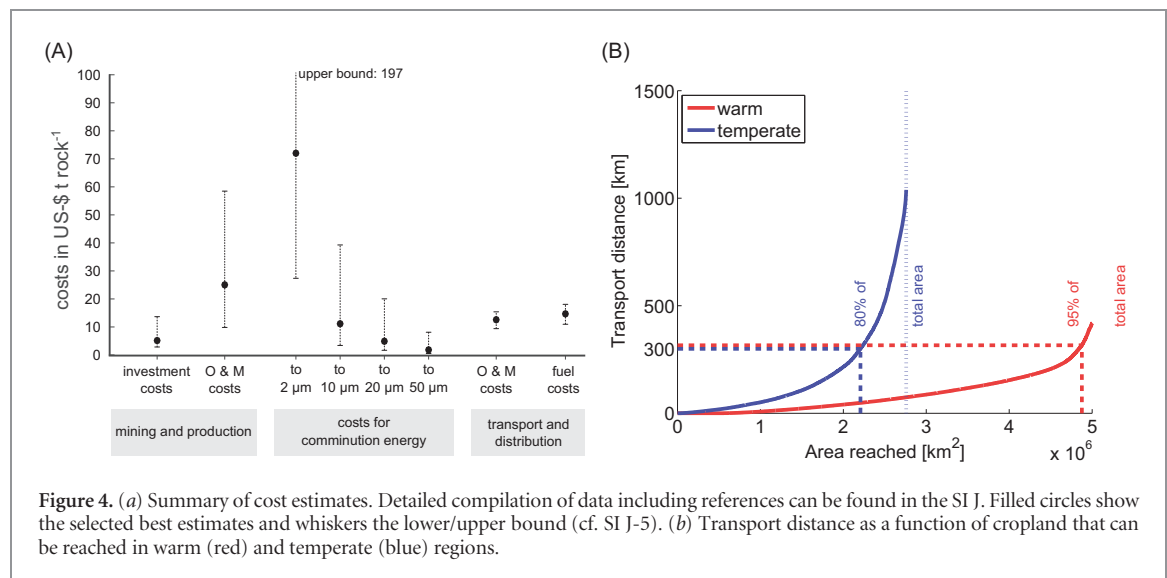 (A)
costs in US-$ t rock⁻¹
100
90
80
70
60
50
40
30
20
10
0
upper bound: 197
investment
costs
O & M
costs
to
2 µm
to
10 µm
to
20 µm
to
50 µm
O & M
costs
fuel
costs
mining and production
costs for
comminution energy
transport and
distribution
(B)
Transport distance [km]
1500
1000
500
300
0
warm
temperate
80% of
total area
95% of
total area
0
1
2
3
4
5
x 10⁶
Area reached [km²]
Figure 4. (a) Summary of cost estimates. Detailed compilation of data including references can be found in the SI J. Filled circles show
the selected best estimates and whiskers the lower/upper bound (cf. SI J-5). (b) Transport distance as a function of cropland that can
be reached in warm (red) and temperate (blue) regions.